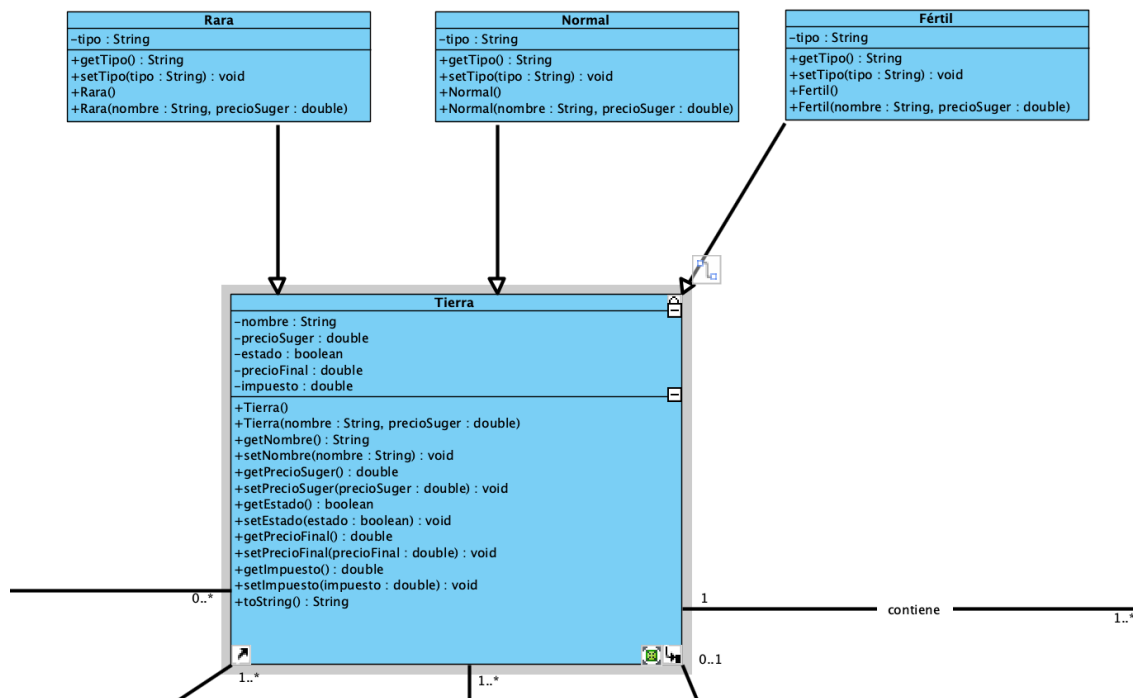 Rara
-tipo : String
+getTipo() : String
+setTipo(tipo : String) : void
+Rara()
+Rara(nombre : String, precioSuger : double)
Normal
-tipo : String
+getTipo() : String
+setTipo(tipo : String) : void
+Normal()
+Normal(nombre : String, precioSuger : double)
Fértil
-tipo : String
+getTipo() : String
+setTipo(tipo : String) : void
+Fertil()
+Fertil(nombre : String, precioSuger : double)
Tierra
-nombre : String
-precioSuger : double
-estado : boolean
-precioFinal : double
-impuesto : double
+Tierra()
+Tierra(nombre : String, precioSuger : double)
+getNombre() : String
+setNombre(nombre : String) : void
+getPrecioSuger() : double
+setPrecioSuger(precioSuger : double) : void
+getEstado() : boolean
+setEstado(estado : boolean) : void
+getPrecioFinal() : double
+setPrecioFinal(precioFinal : double) : void
+getImpuesto() : double
+setImpuesto(impuesto : double) : void
+toString() : String
0..*
1
contiene
1..*
0..1
1..*
1..*